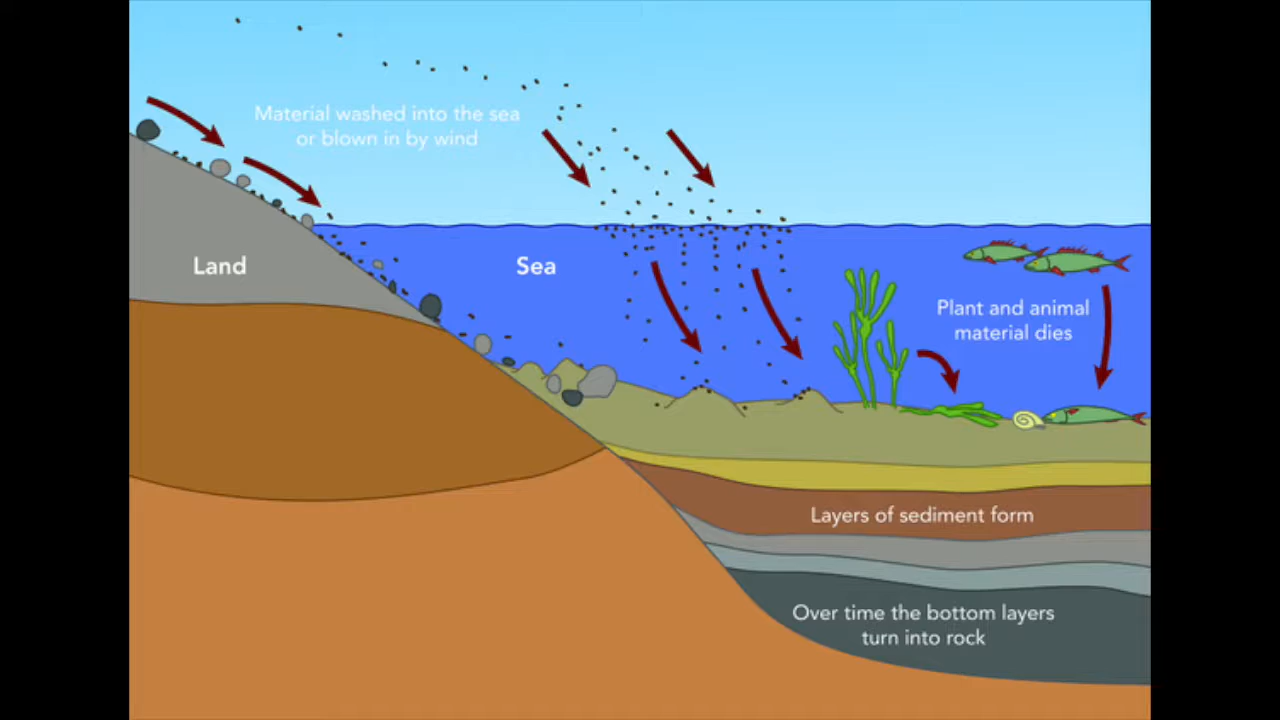 Material washed into the sea
or blown in by wind
Land
Sea
Plant and animal
material dies
Layers of sediment form
Over time the bottom layers
turn into rock